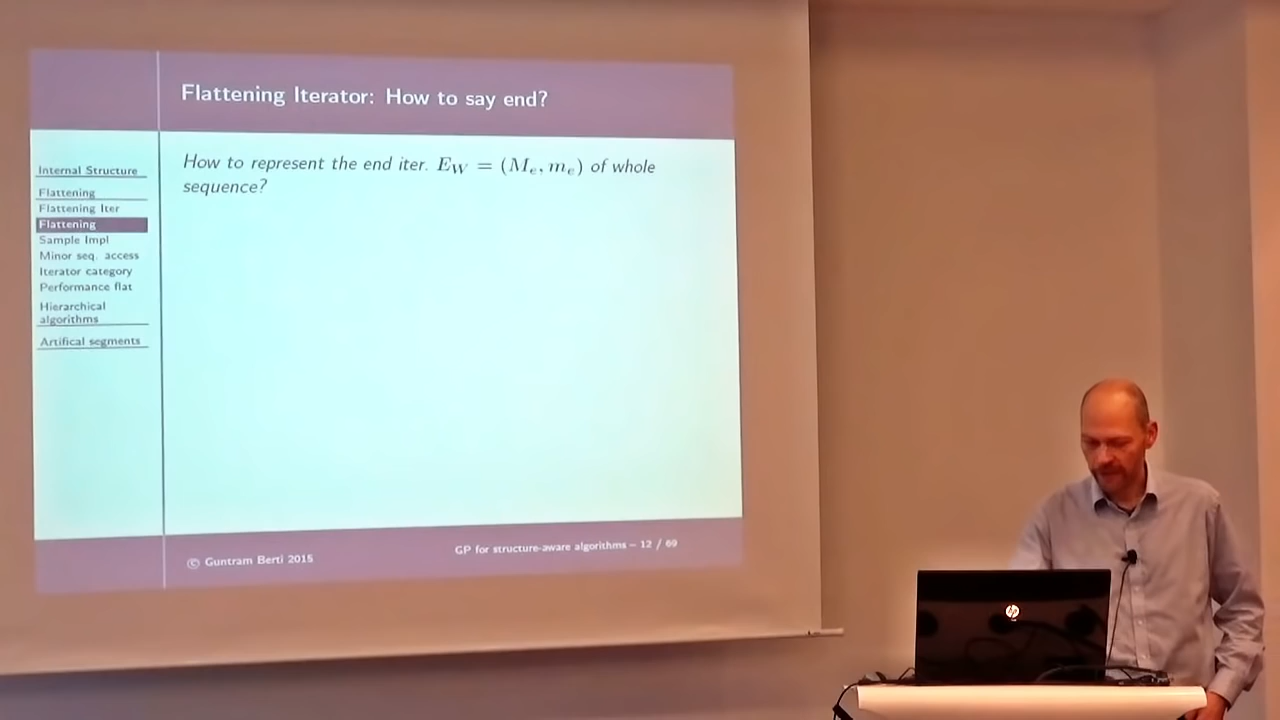 Flattening Iterator: How to say end?
How to represent the end iter. E_W = (M_e, m_e) of whole
sequence?
Internal Structure
Flattening
Flattening Iter
Flattening
Sample Impl
Minor seq. access
Iterator category
Performance flat
Hierarchical
algorithms
Artifical segments
© Guntram Berti 2015
GP for structure-aware algorithms – 12 / 69
hp